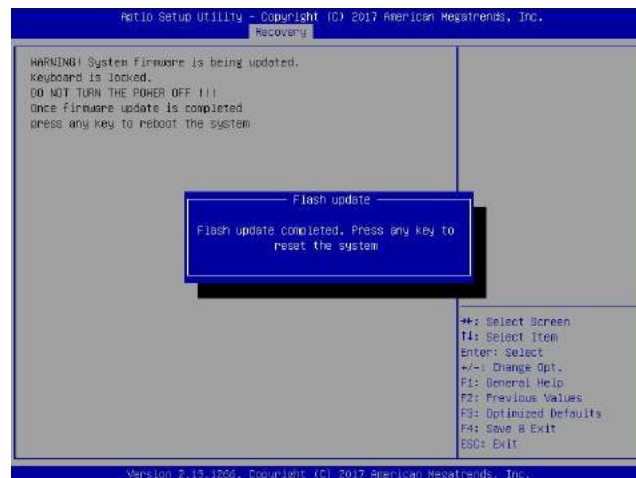 Aptio Setup Utility - Copyright (C) 2017 American Megatrends, Inc.
Recovery
WARNING! System firmware is being updated.
Keyboard is locked.
DO NOT TURN THE POWER OFF !!!
Once firmware update is completed
press any key to reboot the system
Flash update
Flash update completed. Press any key to
reset the system
→←: Select Screen
↑↓: Select Item
Enter: Select
+/-: Change Opt.
F1: General Help
F2: Previous Values
F3: Optimized Defaults
F4: Save & Exit
ESC: Exit
Version 2.19.1266. Copyright (C) 2017 American Megatrends, Inc.